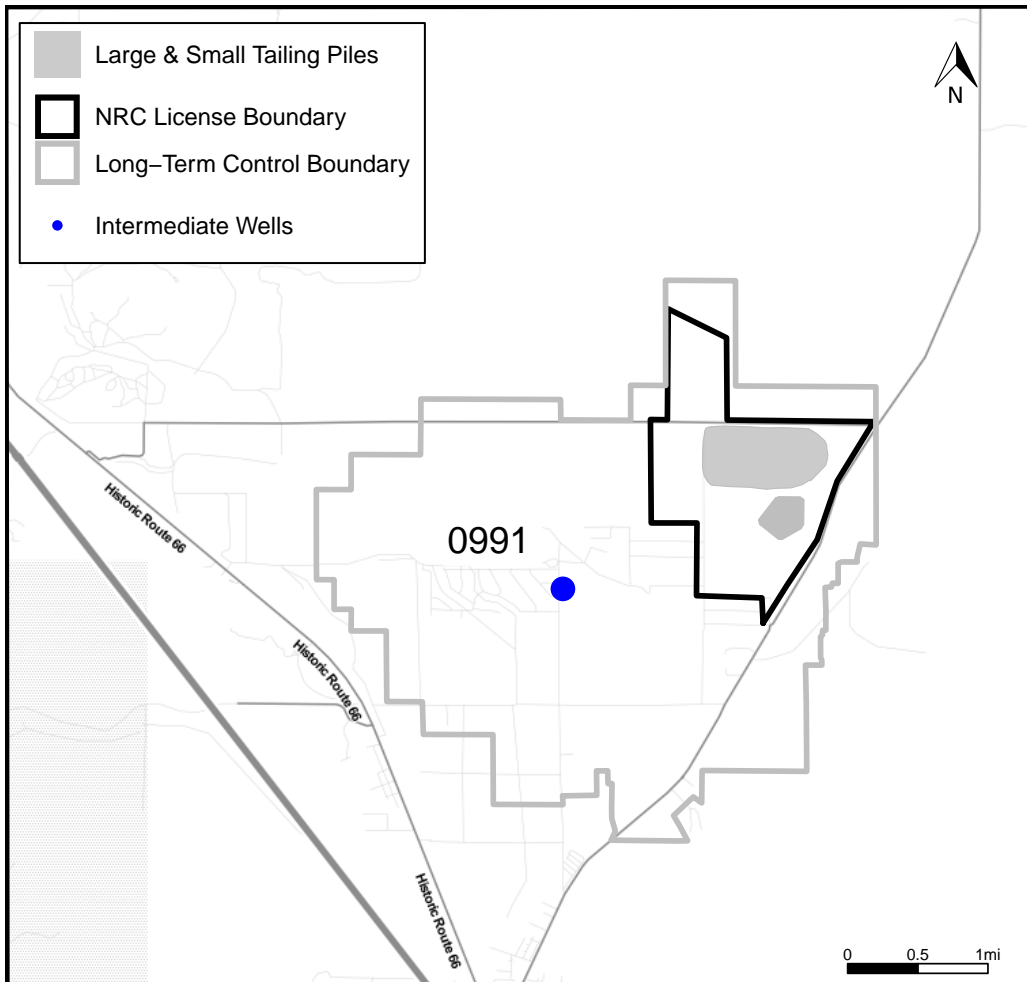 Large & Small Tailing Piles
NRC License Boundary
Long−Term Control Boundary
Intermediate Wells
N
Historic Route 66
0991
Historic Route 66
Historic Route 66
0 0.5 1mi